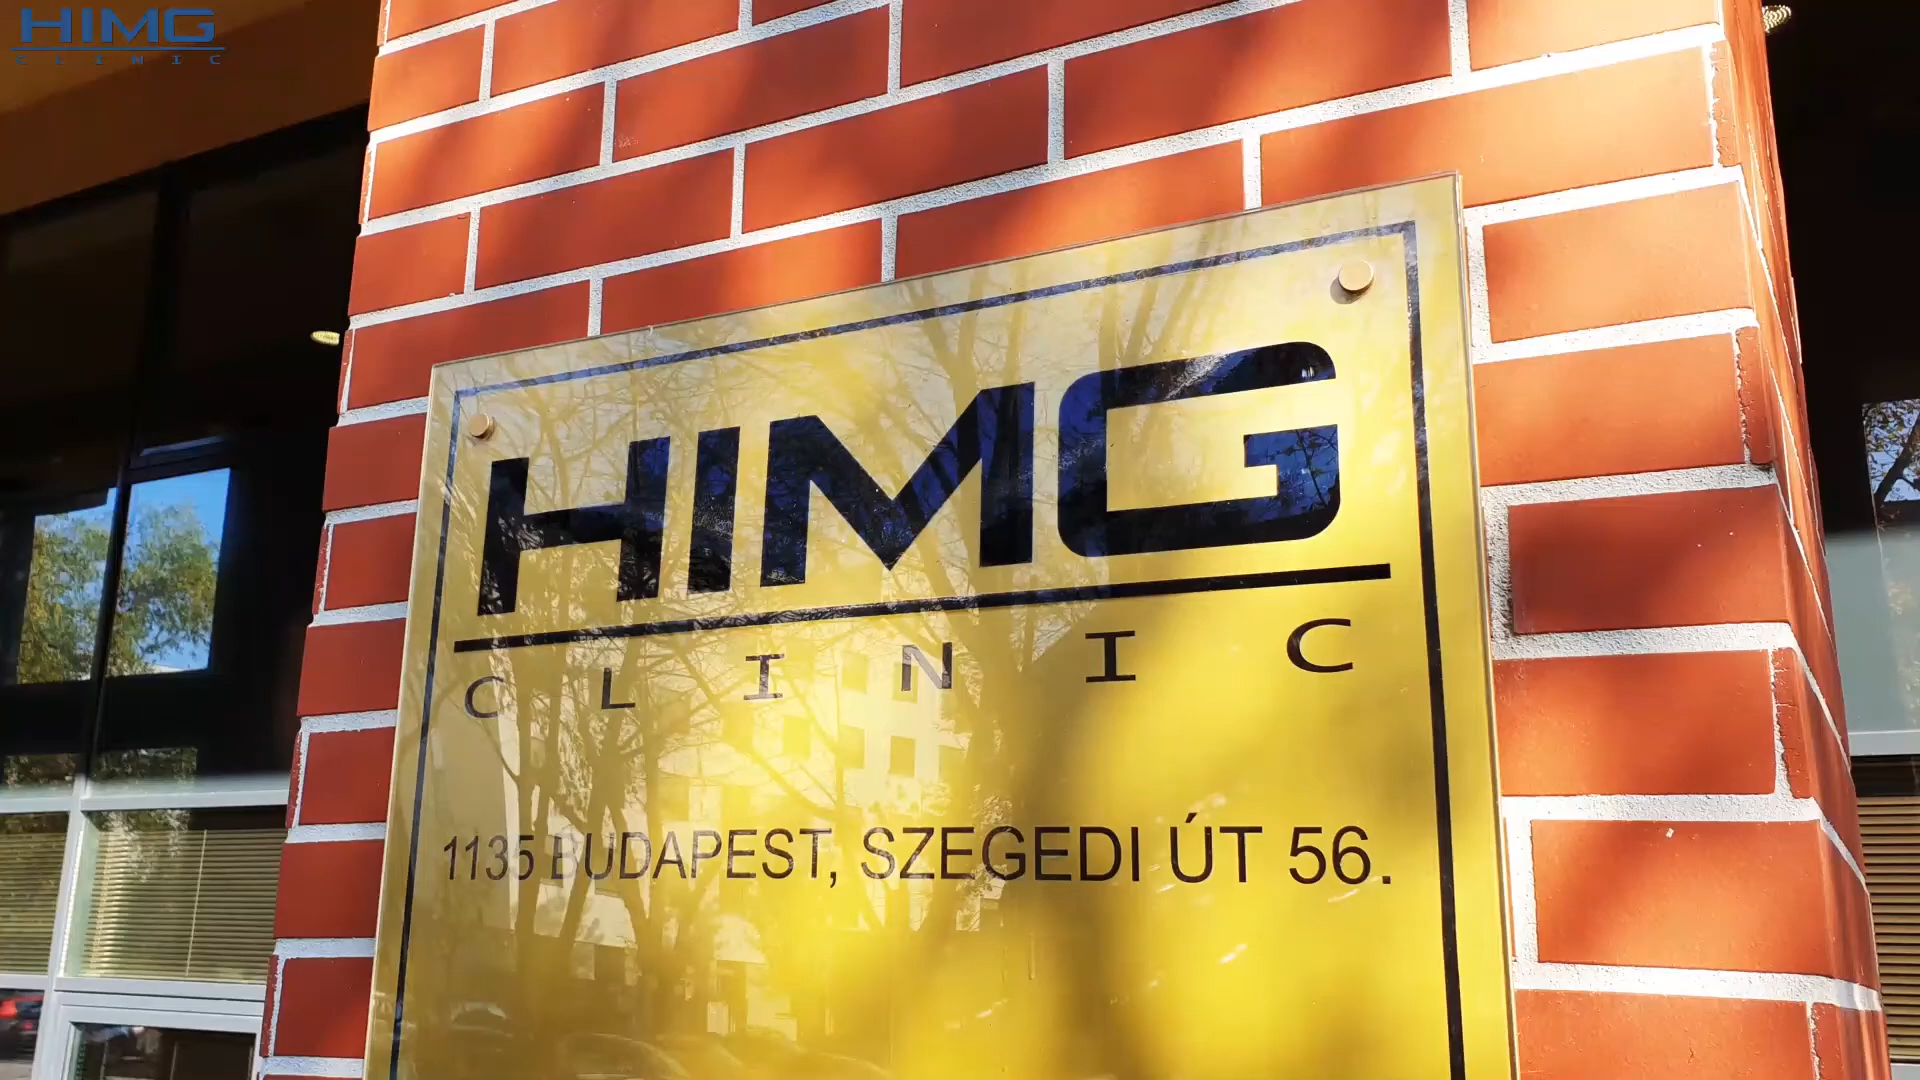 HIMG
CLINIC
HIMG
CLINIC
1135 BUDAPEST, SZEGEDI ÚT 56.